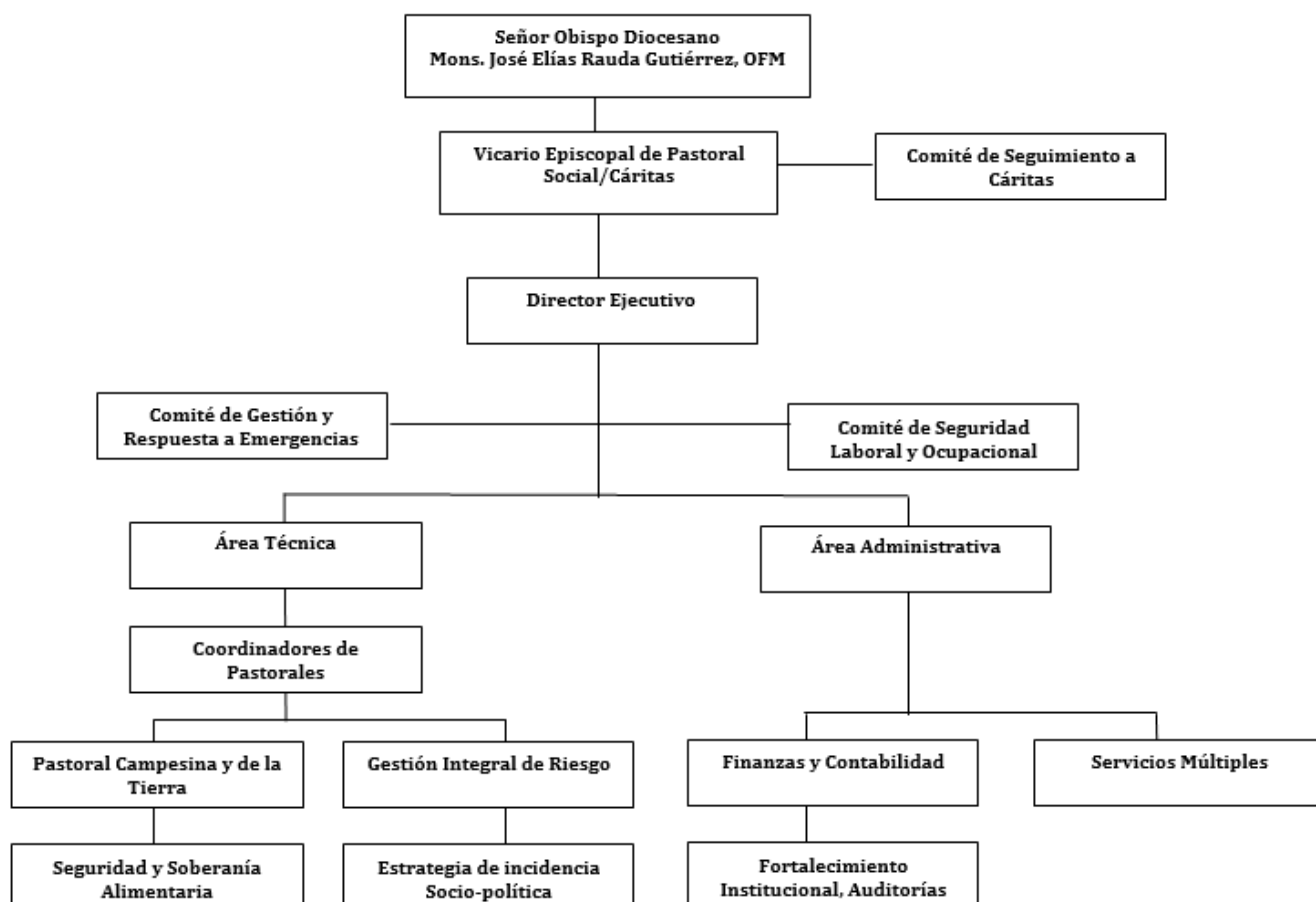 Señor Obispo Diocesano
Mons. José Elías Rauda Gutiérrez, OFM
Vicario Episcopal de Pastoral
Social/Cáritas
Comité de Seguimiento a
Cáritas
Director Ejecutivo
Comité de Gestión y
Respuesta a Emergencias
Comité de Seguridad
Laboral y Ocupacional
Área Técnica
Área Administrativa
Coordinadores de
Pastorales
Pastoral Campesina y de la
Tierra
Gestión Integral de Riesgo
Finanzas y Contabilidad
Servicios Múltiples
Seguridad y Soberanía
Alimentaria
Estrategia de incidencia
Socio-política
Fortalecimiento
Institucional, Auditorías